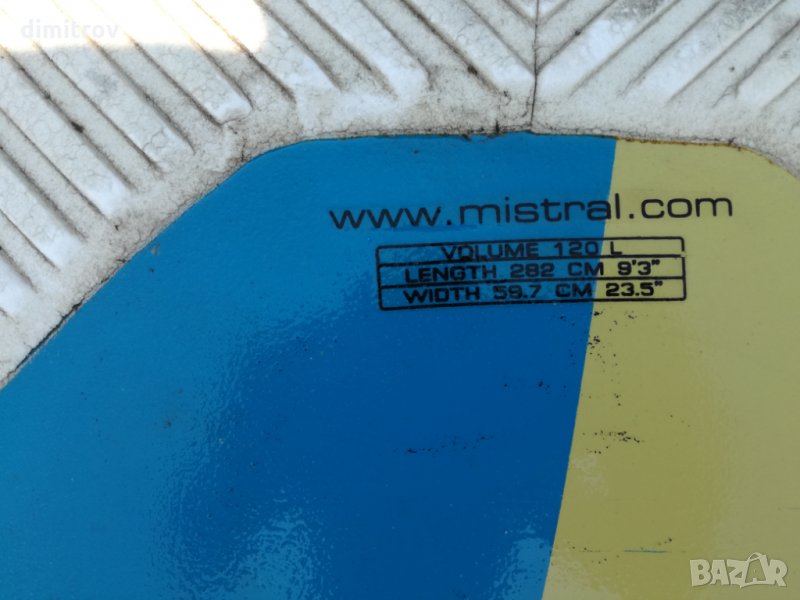 dimitrov
www.mistral.com
VOLUME 120 L
LENGTH 282 CM 9'3"
WIDTH 59.7 CM 23.5"
BAZAR